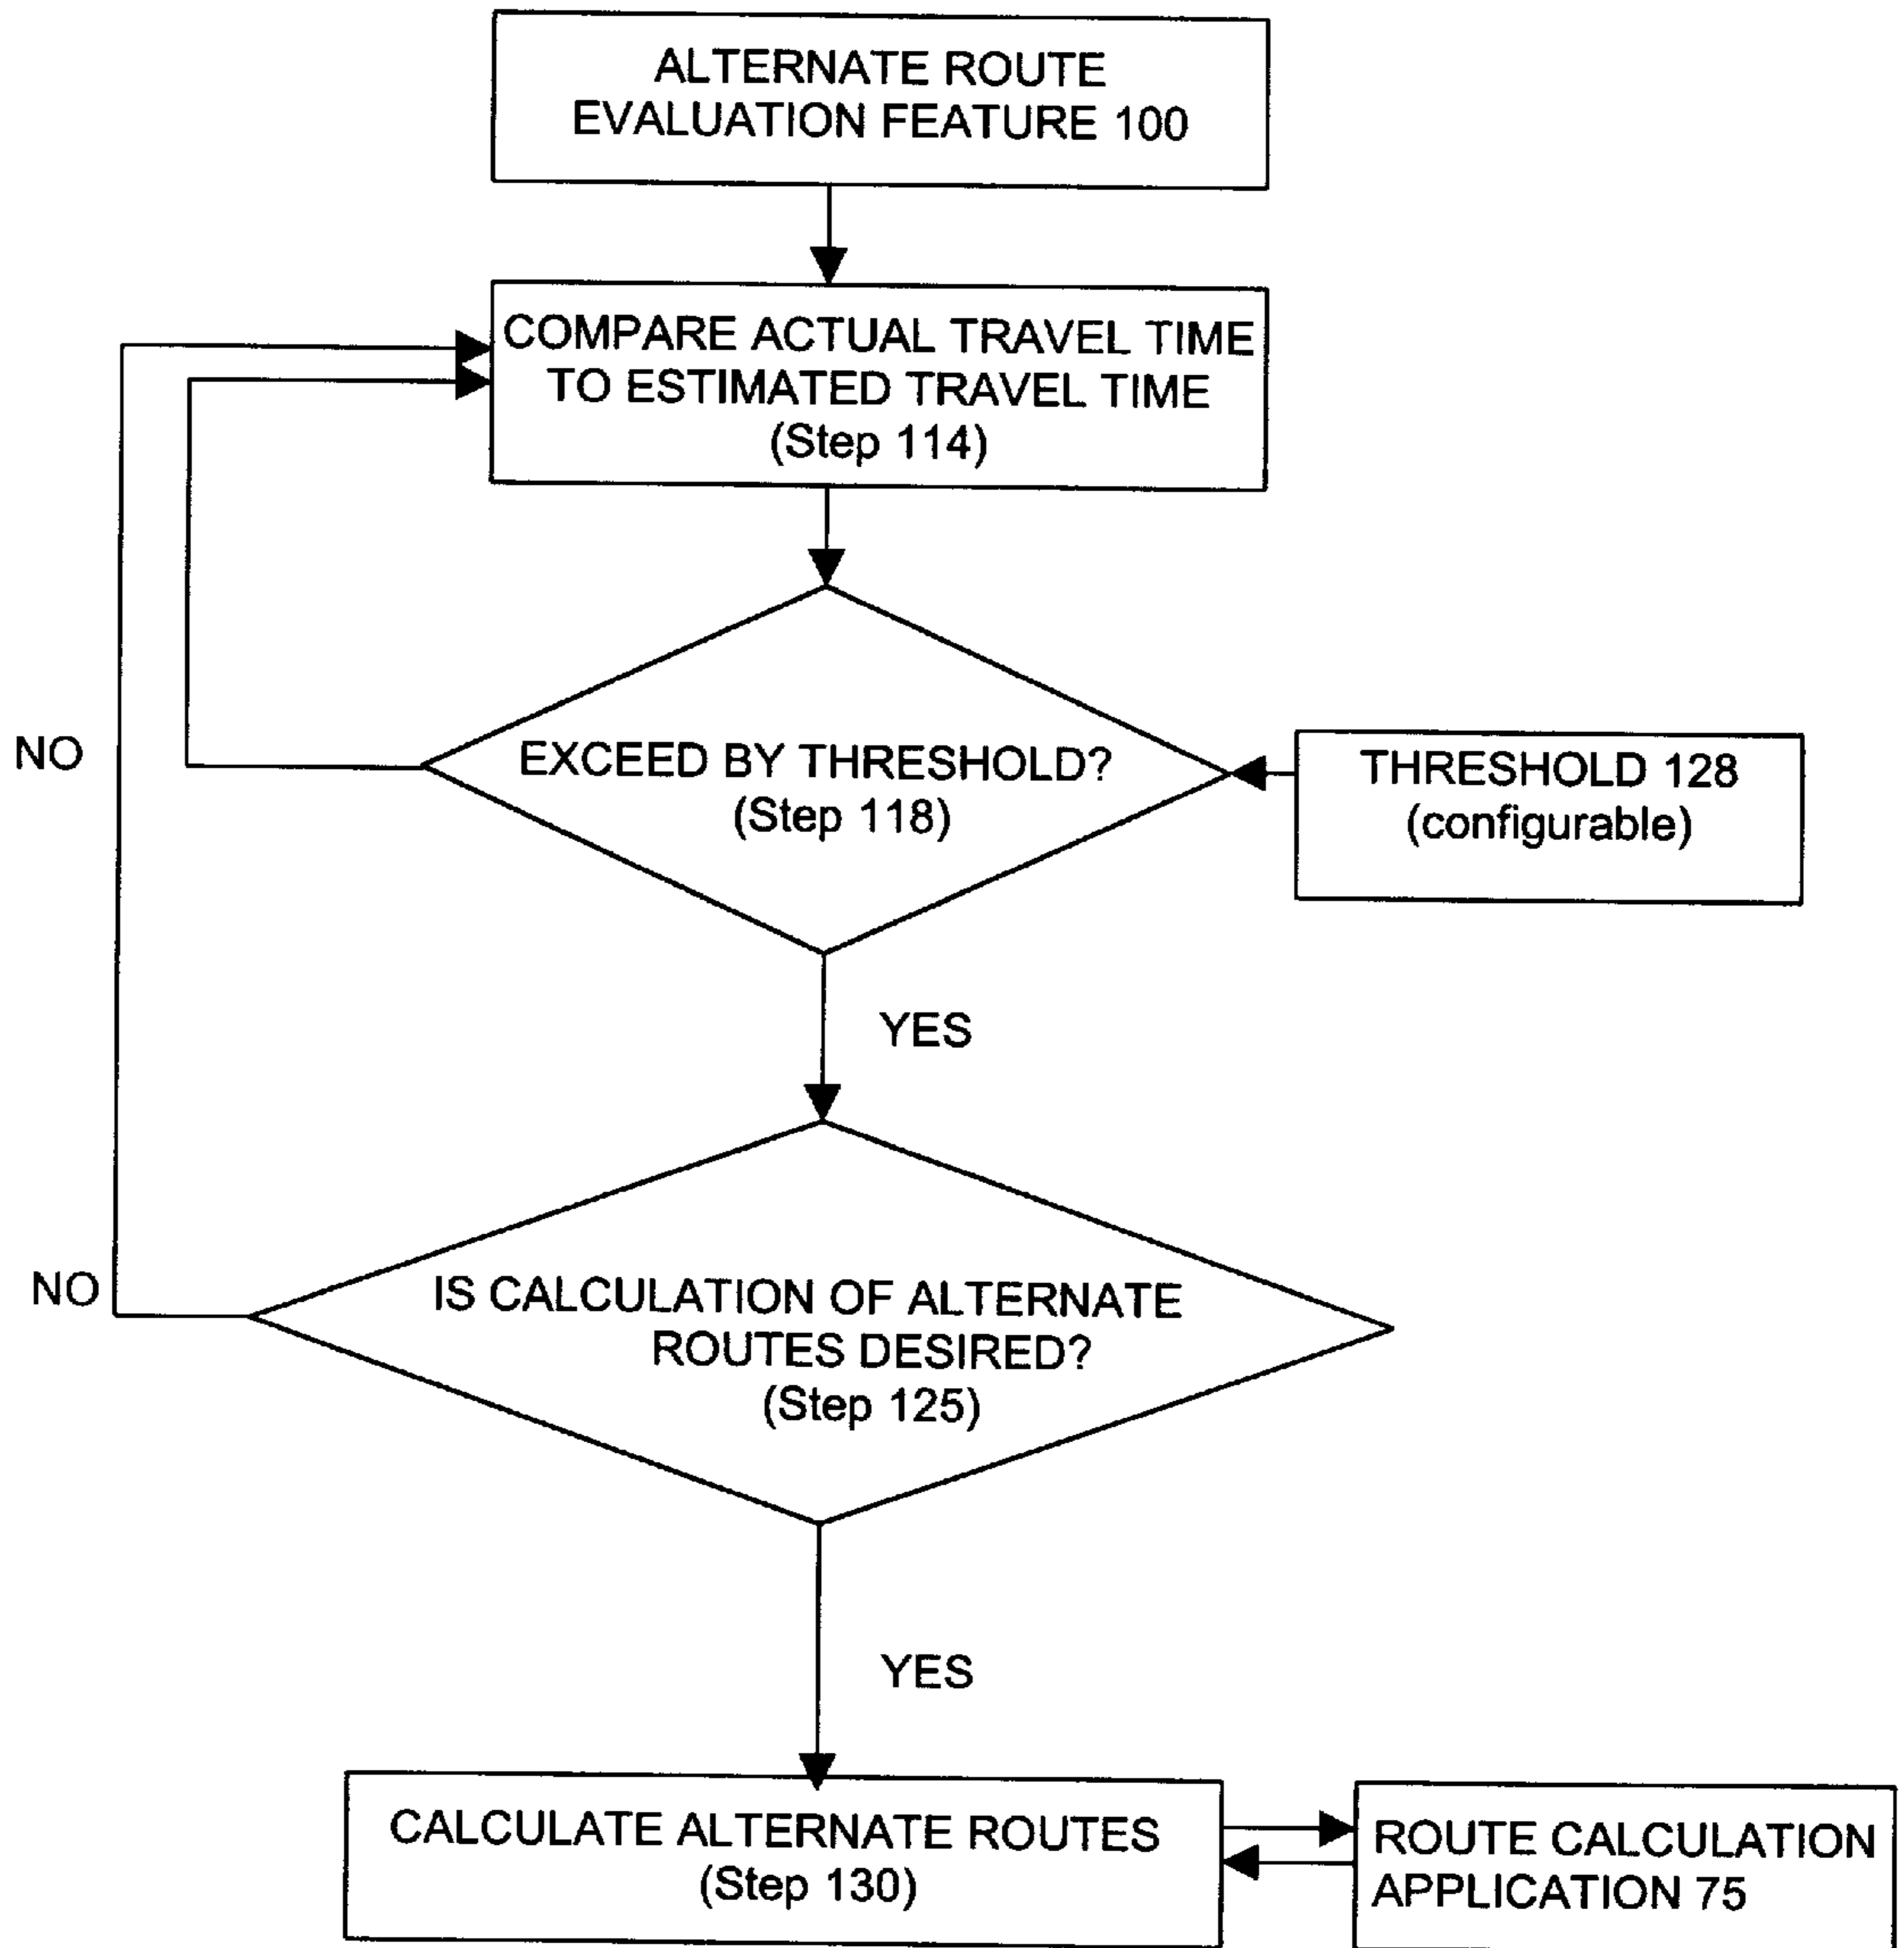 ALTERNATE ROUTE
EVALUATION FEATURE 100
COMPARE ACTUAL TRAVEL TIME
TO ESTIMATED TRAVEL TIME
(Step 114)
NO
EXCEED BY THRESHOLD?
(Step 118)
THRESHOLD 128
(configurable)
YES
NO
IS CALCULATION OF ALTERNATE
ROUTES DESIRED?
(Step 125)
YES
CALCULATE ALTERNATE ROUTES
(Step 130)
ROUTE CALCULATION
APPLICATION 75